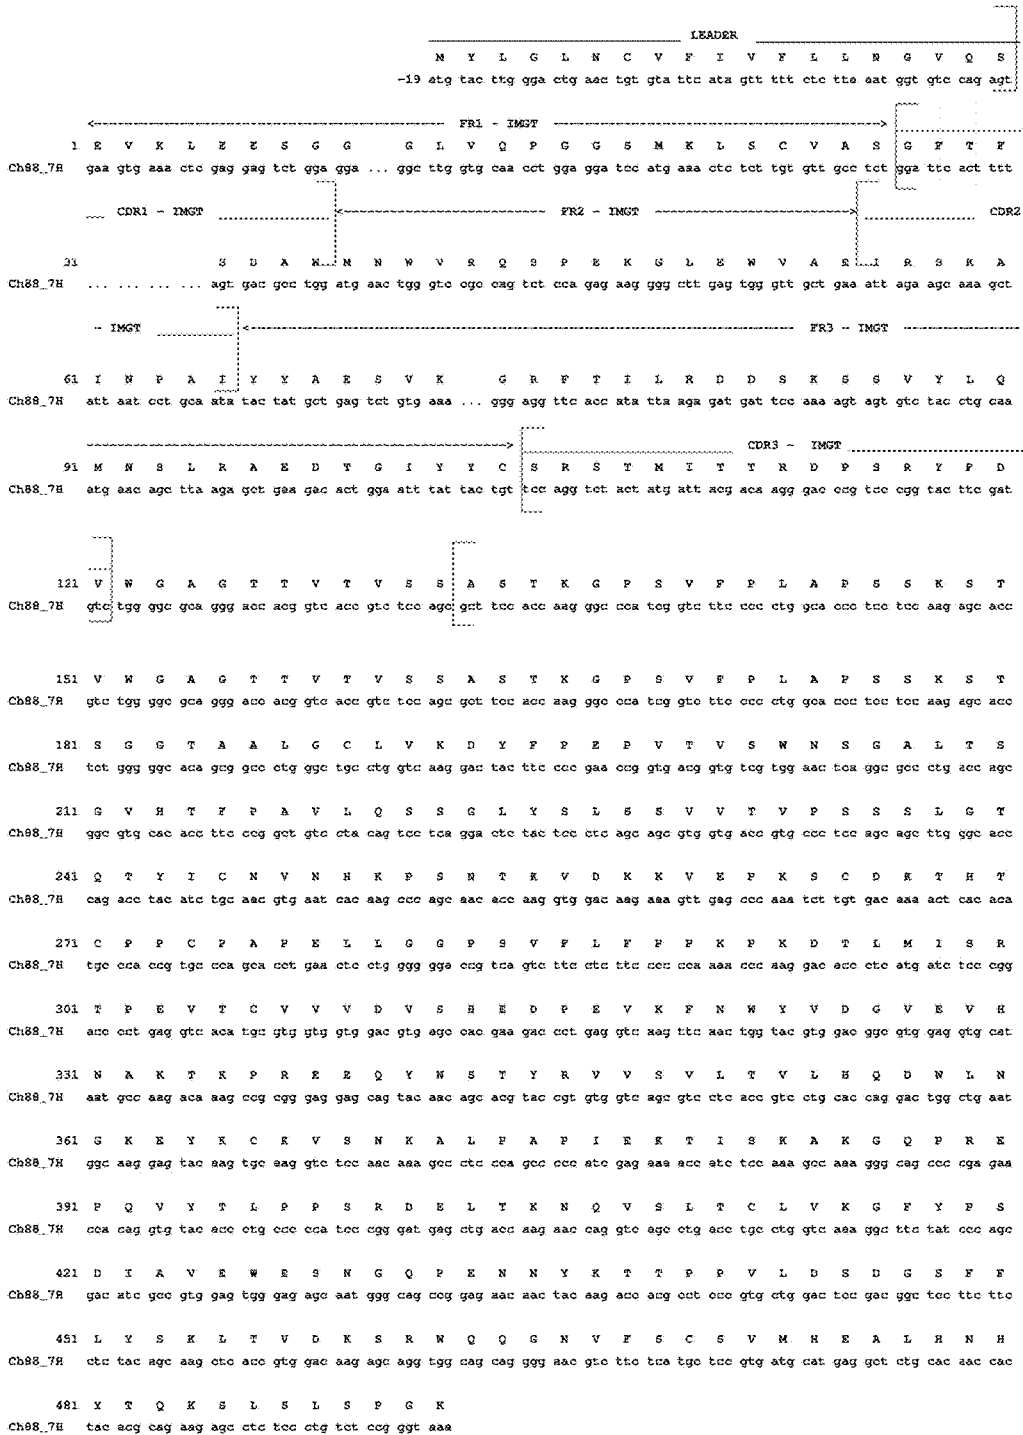 LEADER
M Y L G L N C V F I V F L L N G V Q S
-19 atg tac ttg gga ctg aac tgt gta ttc ata gtt ttt ctc tta aat ggt gtc cag agt
<--- FR1 - IMGT --->
1 E V K L E E S G G G L V Q P G G S M K L S C V A S G F T F
Ch88_7H gaa gtg aaa ctc gag gag tct gga gga ... ggc ttg gtg caa cct gga gga tcc atg aaa ctc tct tgt gtt gcc tct gga ttc act ttt
CDR1 - IMGT <--- FR2 - IMGT ---> CDR2
31 S D A W M N W V R Q S P E K G L E W V A E I R S K A
Ch88_7H ... ... ... ... agt gac gcc tgg atg aac tgg gtc cgc cag tct cca gag aag ggg ctt gag tgg gtt gct gaa att aga agc aaa gct
- IMGT <--- FR3 - IMGT ---
61 I N P A I Y Y A E S V K G R F T I L R D D S K S S V Y L Q
Ch88_7H att aat cct gca ata tac tat gct gag tct gtg aaa ... ggg agg ttc acc ata tta aga gat gat tcc aaa agt agt gtc tac ctg caa
---> CDR3 - IMGT
91 M N S L R A E D T G I Y Y C S R S T M I T T R D P S R Y F D
Ch88_7H atg aac agc tta aga gct gaa gac act gga att tat tac tgt tcc agg tct act atg att acg aca agg gac ccg tcc cgg tac ttc gat
121 V W G A G T T V T V S S A S T K G P S V F P L A P S S K S T
Ch88_7H gtc tgg ggc gca ggg acc acg gtc acc gtc tcc agc gct tcc acc aag ggc cca tcg gtc ttc ccc ctg gca ccc tcc tcc aag agc acc
151 V W G A G T T V T V S S A S T K G P S V F P L A P S S K S T
Ch88_7H gtc tgg ggc gca ggg acc acg gtc acc gtc tcc agc gct tcc acc aag ggc cca tcg gtc ttc ccc ctg gca ccc tcc tcc aag agc acc
181 S G G T A A L G C L V K D Y F P E P V T V S W N S G A L T S
Ch88_7H tct ggg ggc aca gcg gcc ctg ggc tgc ctg gtc aag gac tac ttc ccc gaa ccg gtg acg gtg tcg tgg aac tca ggc gcc ctg acc agc
211 G V H T F P A V L Q S S G L Y S L S S V V T V P S S S L G T
Ch88_7H ggc gtg cac acc ttc ccg gct gtc cta cag tcc tca gga ctc tac tcc ctc agc agc gtg gtg acc gtg ccc tcc agc agc ttg ggc acc
241 Q T Y I C N V N H K P S N T K V D K K V E P K S C D K T H T
Ch88_7H cag acc tac atc tgc aac gtg aat cac aag ccc agc aac acc aag gtg gac aag aaa gtt gag ccc aaa tct tgt gac aaa act cac aca
271 C P P C P A P E L L G G P S V F L F P P K P K D T L M I S R
Ch88_7H tgc cca ccg tgc cca gca cct gaa ctc ctg ggg gga ccg tca gtc ttc ctc ttc ccc cca aaa ccc aag gac acc ctc atg atc tcc cgg
301 T P E V T C V V V D V S H E D P E V K F N W Y V D G V E V H
Ch88_7H acc cct gag gtc aca tgc gtg gtg gtg gac gtg agc cac gaa gac cct gag gtc aag ttc aac tgg tac gtg gac ggc gtg gag gtg cat
331 N A K T K P R E E Q Y N S T Y R V V S V L T V L H Q D W L N
Ch88_7H aat gcc aag aca aag ccg cgg gag gag cag tac aac agc acg tac cgt gtg gtc agc gtc ctc acc gtc ctg cac cag gac tgg ctg aat
361 G K E Y K C K V S N K A L P A P I E K T I S K A K G Q P R E
Ch88_7H ggc aag gag tac aag tgc aag gtc tcc aac aaa gcc ctc cca gcc ccc atc gag aaa acc atc tcc aaa gcc aaa ggg cag ccc cga gaa
391 P Q V Y T L P P S R D E L T K N Q V S L T C L V K G F Y P S
Ch88_7H cca cag gtg tac acc ctg ccc cca tcc cgg gat gag ctg acc aag aac cag gtc agc ctg acc tgc ctg gtc aaa ggc ttc tat ccc agc
421 D I A V E W E S N G Q P E N N Y K T T P P V L D S D G S F F
Ch88_7H gac atc gcc gtg gag tgg gag agc aat ggg cag ccg gag aac aac tac aag acc acg cct ccc gtg ctg gac tcc gac ggc tcc ttc ttc
451 L Y S K L T V D K S R W Q Q G N V F S C S V M H E A L H N H
Ch88_7H ctc tac agc aag ctc acc gtg gac aag agc agg tgg cag cag ggg aac gtc ttc tca tgc tcc gtg atg cat gag gct ctg cac aac cac
481 Y T Q K S L S L S P G K
Ch88_7H tac acg cag aag agc ctc tcc ctg tct ccg ggt aaa